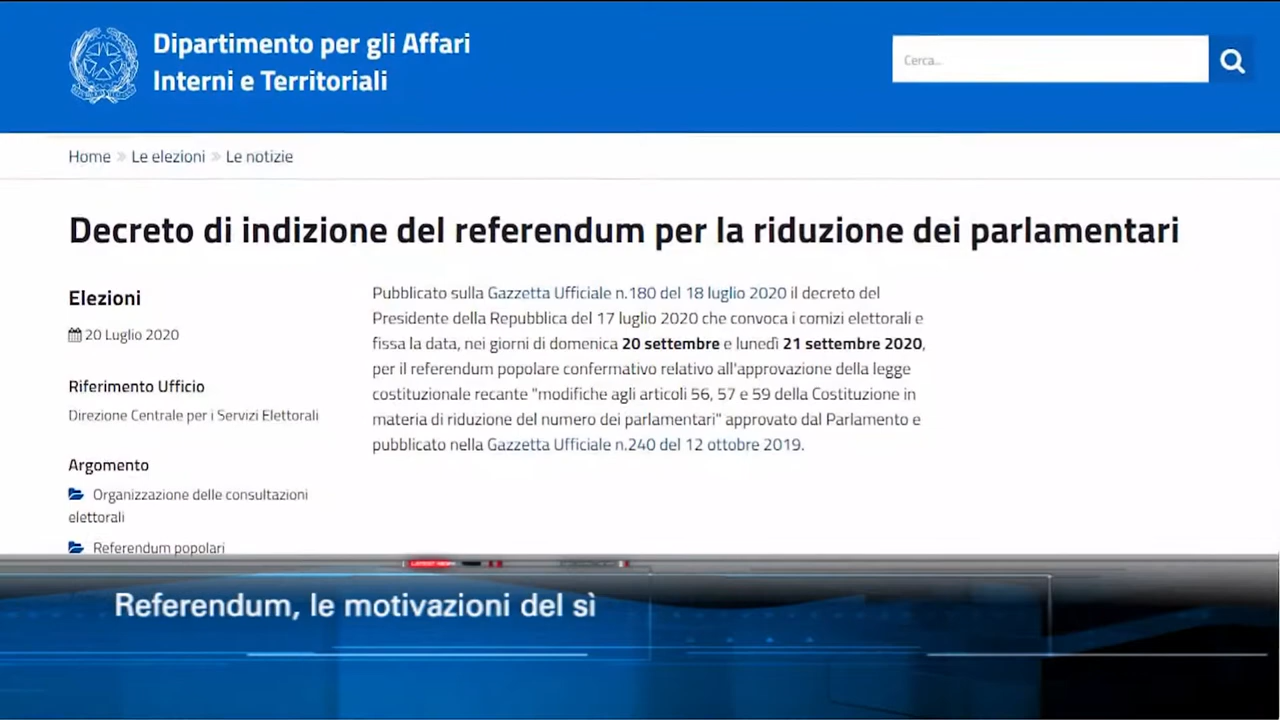 Dipartimento per gli Affari
Interni e Territoriali
Cerca...
Home » Le elezioni » Le notizie
Decreto di indizione del referendum per la riduzione dei parlamentari
Elezioni
20 Luglio 2020
Riferimento Ufficio
Direzione Centrale per i Servizi Elettorali
Argomento
Organizzazione delle consultazioni
elettorali
Referendum popolari
Pubblicato sulla Gazzetta Ufficiale n.180 del 18 luglio 2020 il decreto del
Presidente della Repubblica del 17 luglio 2020 che convoca i comizi elettorali e
fissa la data, nei giorni di domenica 20 settembre e lunedì 21 settembre 2020,
per il referendum popolare confermativo relativo all'approvazione della legge
costituzionale recante "modifiche agli articoli 56, 57 e 59 della Costituzione in
materia di riduzione del numero dei parlamentari" approvato dal Parlamento e
pubblicato nella Gazzetta Ufficiale n.240 del 12 ottobre 2019.
LATEST NEWS
Referendum, le motivazioni del sì